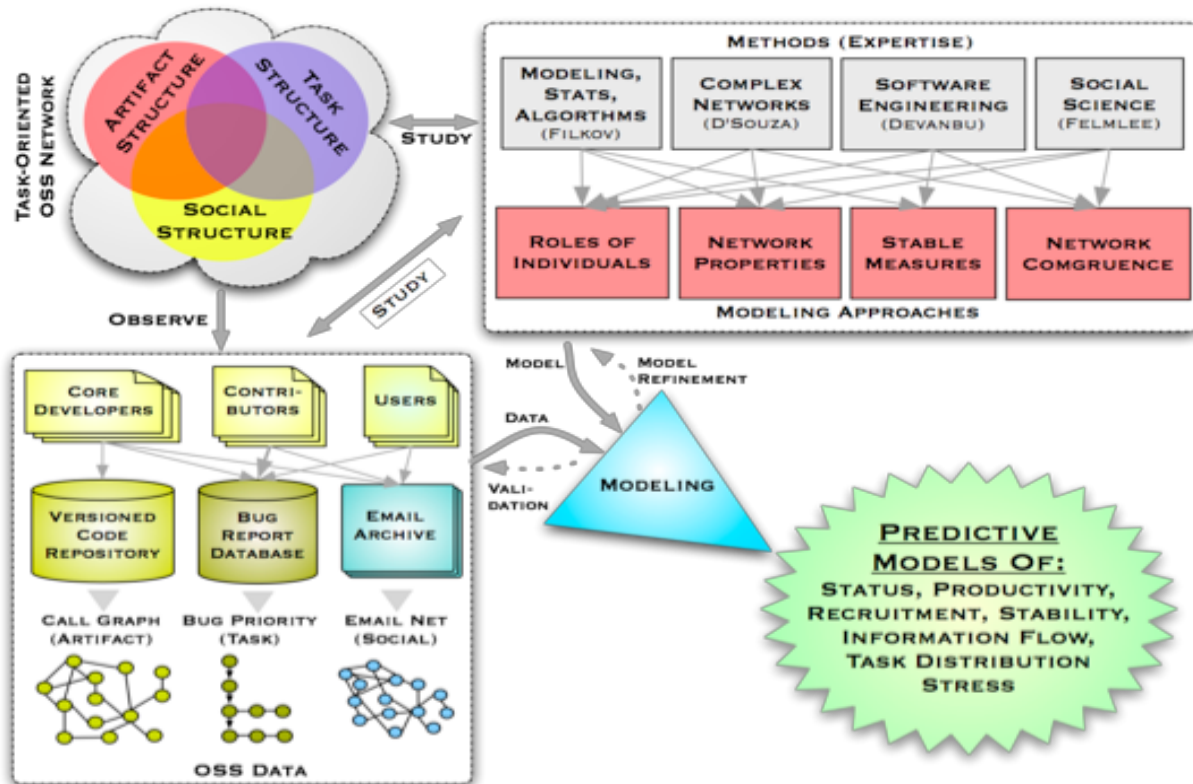 TASK-ORIENTED
OSS NETWORK
ARTIFACT
STRUCTURE
TASK
STRUCTURE
SOCIAL
STRUCTURE
STUDY
METHODS (EXPERTISE)
MODELING,
STATS,
ALGORTHMS
(FILKOV)
COMPLEX
NETWORKS
(D'SOUZA)
SOFTWARE
ENGINEERING
(DEVANBU)
SOCIAL
SCIENCE
(FELMLEE)
ROLES OF
INDIVIDUALS
NETWORK
PROPERTIES
STABLE
MEASURES
NETWORK
COMGRUENCE
MODELING APPROACHES
STUDY
OBSERVE
CORE
DEVELOPERS
CONTRI-
BUTORS
USERS
VERSIONED
CODE
REPOSITORY
BUG
REPORT
DATABASE
EMAIL
ARCHIVE
CALL GRAPH
(ARTIFACT)
BUG PRIORITY
(TASK)
EMAIL NET
(SOCIAL)
OSS DATA
MODEL
MODEL
REFINEMENT
DATA
VALI-
DATION
MODELING
PREDICTIVE
MODELS OF:
STATUS, PRODUCTIVITY,
RECRUITMENT, STABILITY,
INFORMATION FLOW,
TASK DISTRIBUTION
STRESS